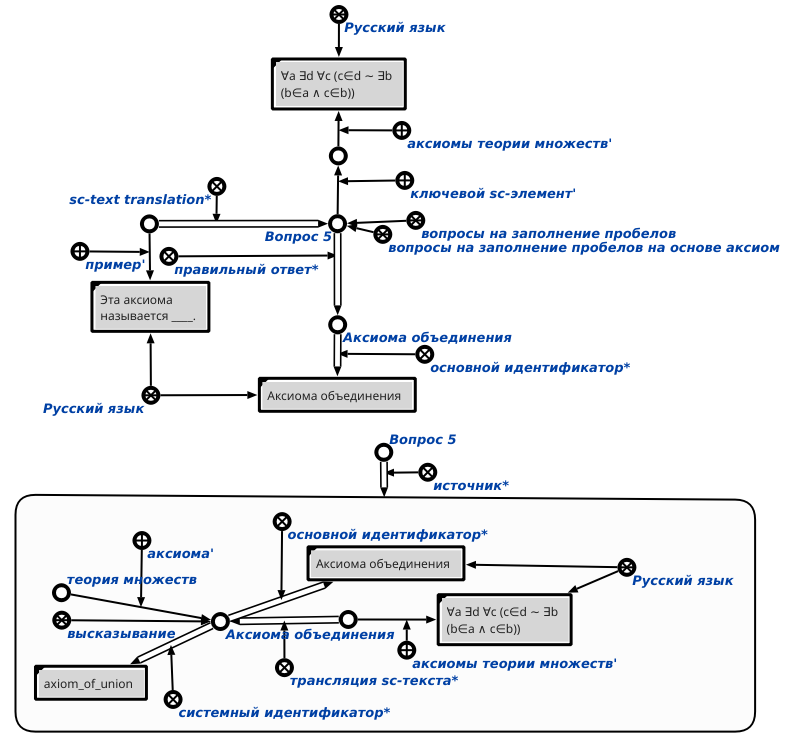 Русский язык
∀a ∃d ∀c (c∈d ~ ∃b
(b∈a ∧ c∈b))
аксиомы теории множеств'
ключевой sc-элемент'
sc-text translation*
Вопрос 5
вопросы на заполнение пробелов
вопросы на заполнение пробелов на основе аксиом
пример'
правильный ответ*
Эта аксиома
называется ____.
Аксиома объединения
основной идентификатор*
Аксиома объединения
Русский язык
Вопрос 5
источник*
основной идентификатор*
аксиома'
Аксиома объединения
теория множеств
Русский язык
∀a ∃d ∀c (c∈d ~ ∃b
(b∈a ∧ c∈b))
высказывание
Аксиома объединения
аксиомы теории множеств'
axiom_of_union
трансляция sc-текста*
системный идентификатор*